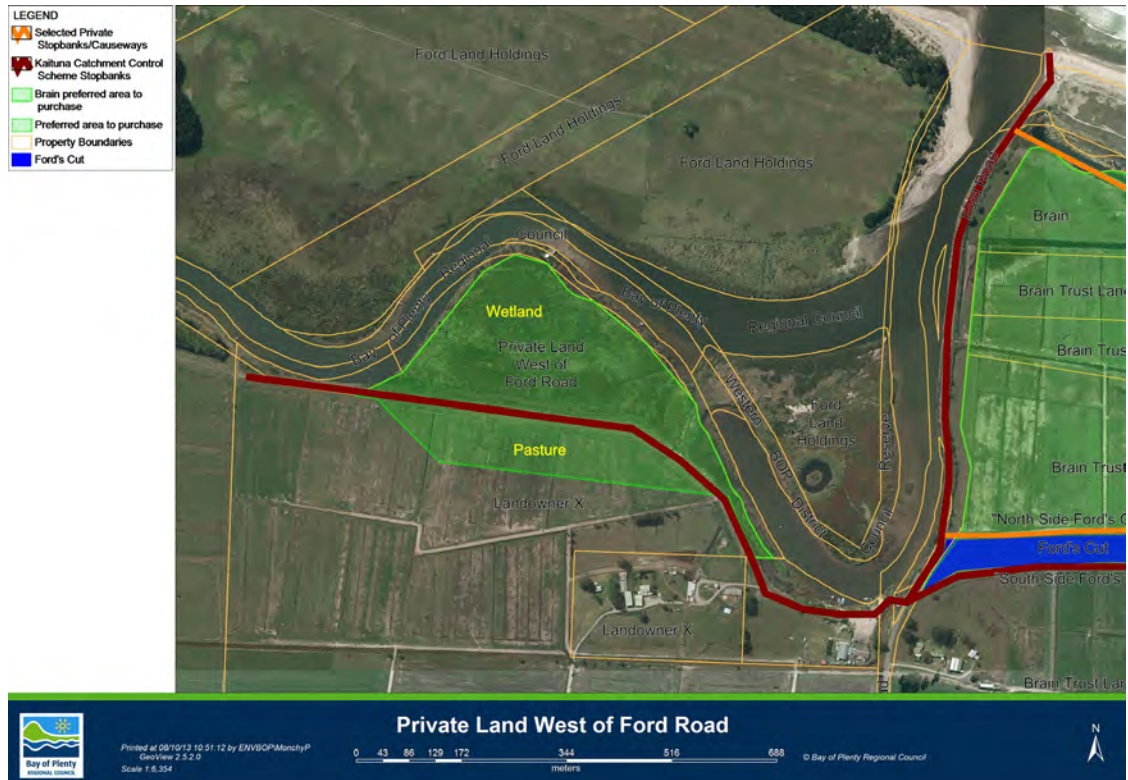 LEGEND
Selected Private
Stopbanks/Causeways
Kaituna Catchment Control
Scheme Stopbanks
Brain preferred area to
purchase
Preferred area to purchase
Property Boundaries
Ford's Cut
Ford Land Holdings
Ford Land Holdings
Ford Land Holdings
Brain
Bay of Plenty Regional Council
Brain Trust Land
Wetland
Bay of Plenty Regional Council
Private Land
West of
Ford Road
Brain Trus
Western BOP District Council
Reserve
Ford
Land
Holdings
Pasture
Brain Trust
Landowner X
"North Side Ford's C
Ford's Cut
"South Side Ford's
Landowner X
Brain Trust Lan
Private Land West of Ford Road
Bay of Plenty
REGIONAL COUNCIL
Printed at 08/10/13 10:51:12 by ENVBOP\MonchyP
GeoView 2.5.2.0
Scale 1:6,354
0 43 86 129 172 344 516 688
meters
© Bay of Plenty Regional Council
N